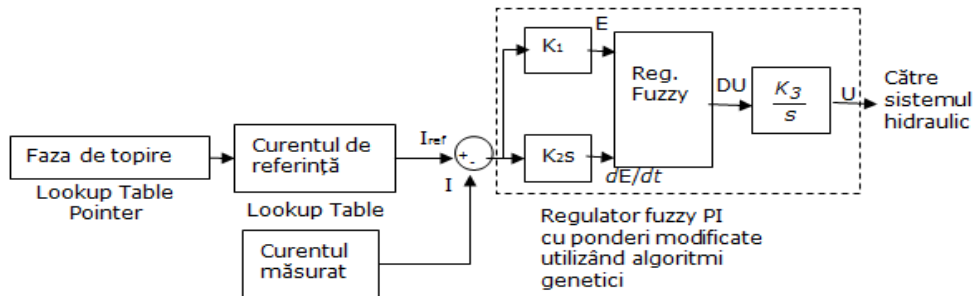 Faza de topire
Lookup Table
Pointer
Curentul de
referință
Lookup Table
Curentul
măsurat
Iref
I
+
-
K1
E
K2s
dE/dt
Reg.
Fuzzy
DU
K3
s
U
Către
sistemul
hidraulic
Regulator fuzzy PI
cu ponderi modificate
utilizând algoritmi
genetici